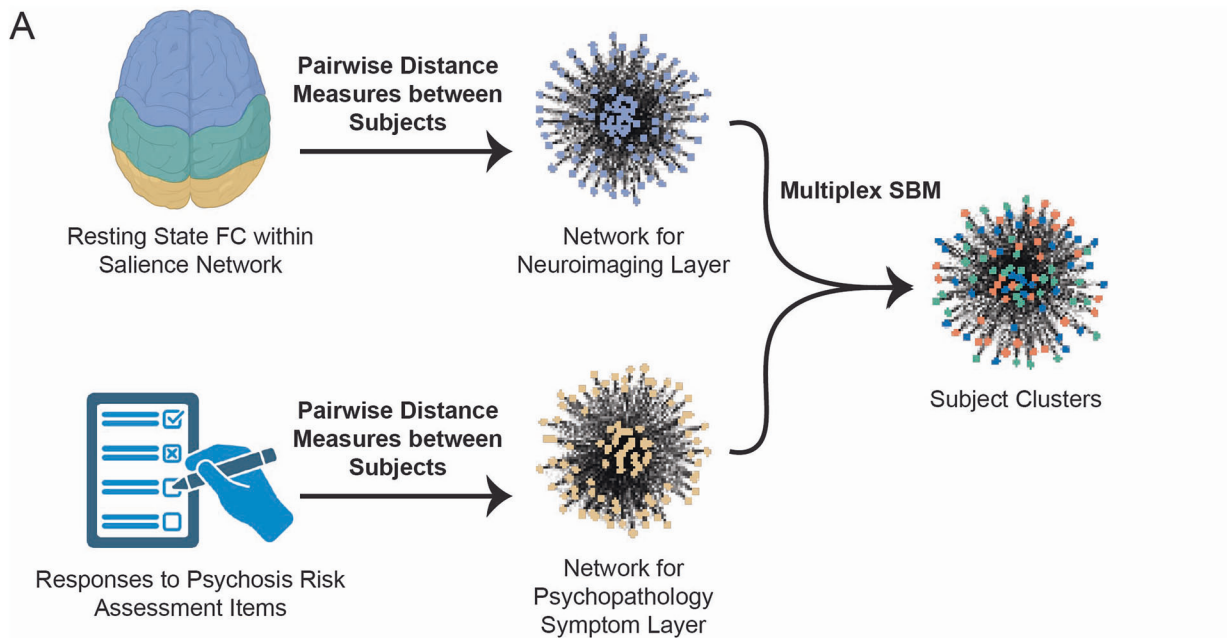 A
Pairwise Distance
Measures between
Subjects
Resting State FC within
Salience Network
Network for
Neuroimaging Layer
Multiplex SBM
Subject Clusters
Pairwise Distance
Measures between
Subjects
Responses to Psychosis Risk
Assessment Items
Network for
Psychopathology
Symptom Layer